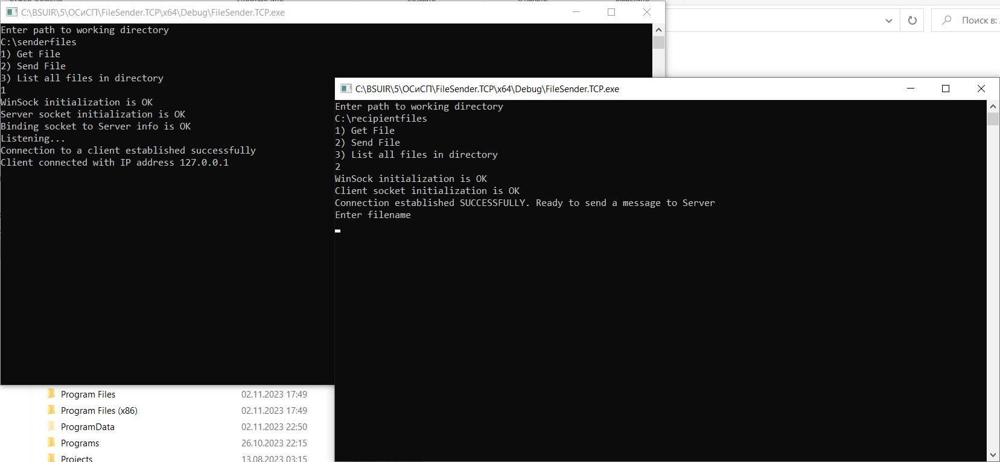 C:\BSUIR\5\ОСиСП\FileSender.TCP\x64\Debug\FileSender.TCP.exe
Enter path to working directory
C:\senderfiles
1) Get File
2) Send File
3) List all files in directory
1
WinSock initialization is OK
Server socket initialization is OK
Binding socket to Server info is OK
Listening...
Connection to a client established successfully
Client connected with IP address 127.0.0.1
Поиск в:
C:\BSUIR\5\ОСиСП\FileSender.TCP\x64\Debug\FileSender.TCP.exe
Enter path to working directory
C:\recipientfiles
1) Get File
2) Send File
3) List all files in directory
2
WinSock initialization is OK
Client socket initialization is OK
Connection established SUCCESSFULLY. Ready to send a message to Server
Enter filename
Program Files 02.11.2023 17:49
Program Files (x86) 02.11.2023 17:49
ProgramData 02.11.2023 22:50
Programs 26.10.2023 22:15
Projects 13.08.2023 03:15